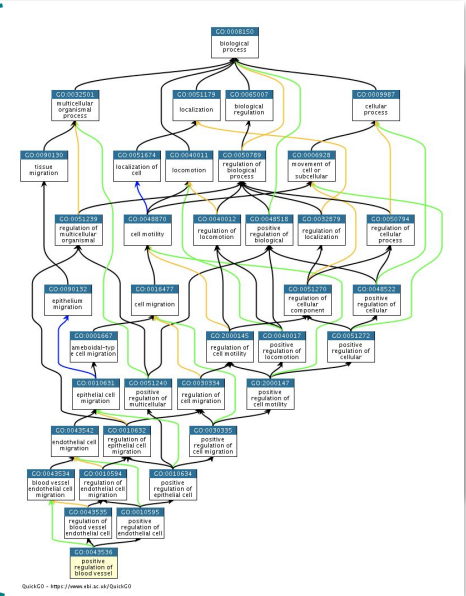 GO:0008150
biological
process
GO:0032501
multicellular
organismal
process
GO:0051179
localization
GO:0065007
biological
regulation
GO:0009987
cellular
process
GO:0090130
tissue
migration
GO:0051674
localization of
cell
GO:0040011
locomotion
GO:0050789
regulation of
biological
process
GO:0006928
movement of
cell or
subcellular
GO:0051239
regulation of
multicellular
organismal
GO:0048870
cell motility
GO:0040012
regulation of
locomotion
GO:0048518
positive
regulation of
biological
GO:0032879
regulation of
localization
GO:0050794
regulation of
cellular
process
GO:0090132
epithelium
migration
GO:0016477
cell migration
GO:0051270
regulation of
cellular
component
GO:0048522
positive
regulation of
cellular
GO:0001667
ameboidal-typ
e cell migration
GO:2000145
regulation of
cell motility
GO:0040017
positive
regulation of
locomotion
GO:0051272
positive
regulation of
cellular
GO:0010631
epithelial cell
migration
GO:0051240
positive
regulation of
multicellular
GO:0030334
regulation of
cell migration
GO:2000147
positive
regulation of
cell motility
GO:0043542
endothelial cell
migration
GO:0010632
regulation of
epithelial cell
migration
GO:0030335
positive
regulation of
cell migration
GO:0043534
blood vessel
endothelial cell
migration
GO:0010594
regulation of
endothelial cell
migration
GO:0010634
positive
regulation of
epithelial cell
GO:0043535
regulation of
blood vessel
endothelial cell
GO:0010595
positive
regulation of
endothelial cell
GO:0043536
positive
regulation of
blood vessel
QuickGO - https://www.ebi.ac.uk/QuickGO